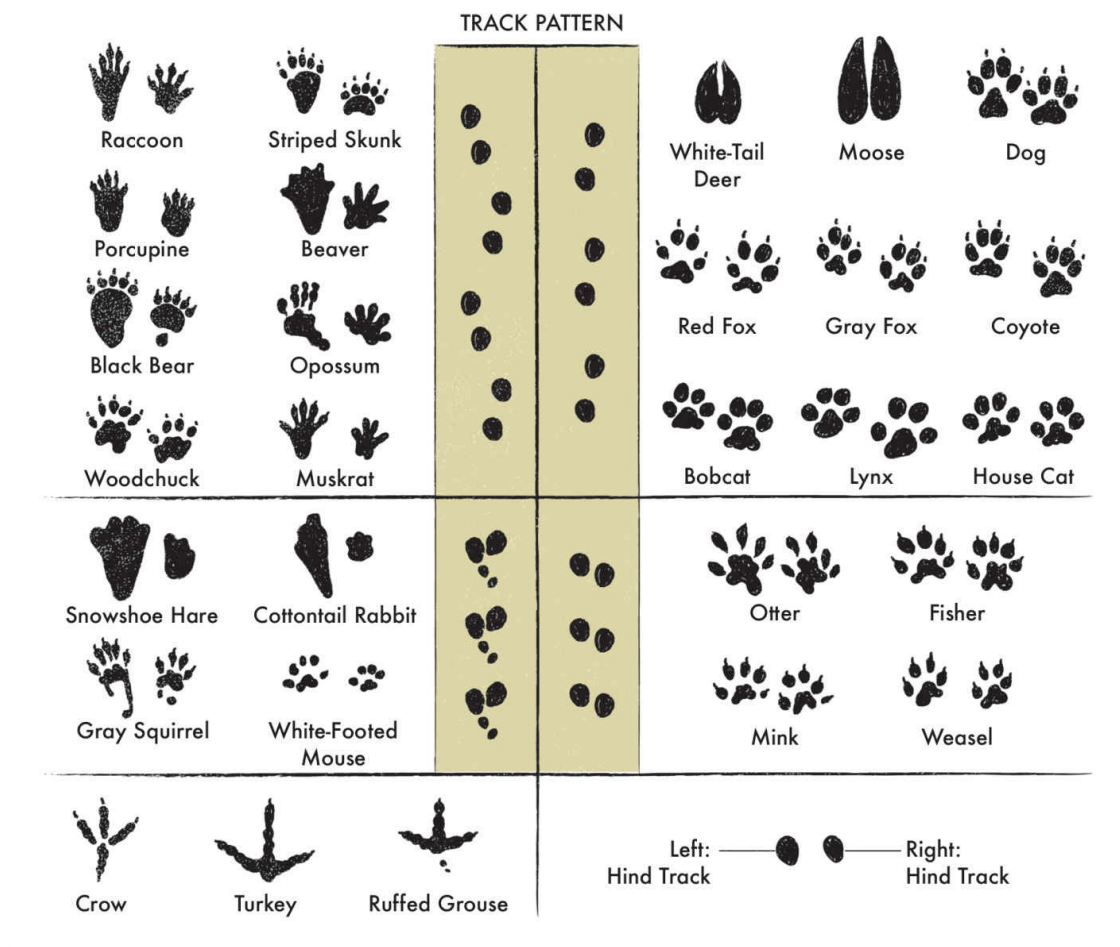 TRACK PATTERN
Raccoon
Striped Skunk
Porcupine
Beaver
Black Bear
Opossum
Woodchuck
Muskrat
White-Tail
Deer
Moose
Dog
Red Fox
Gray Fox
Coyote
Bobcat
Lynx
House Cat
Snowshoe Hare
Cottontail Rabbit
Gray Squirrel
White-Footed
Mouse
Otter
Fisher
Mink
Weasel
Crow
Turkey
Ruffed Grouse
Left:
Hind Track
Right:
Hind Track